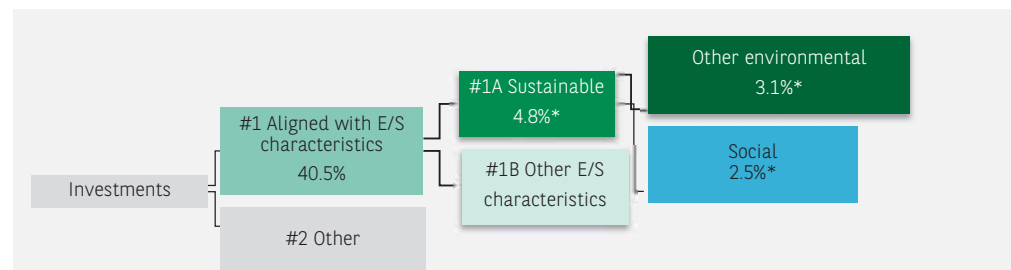 Investments
#1 Aligned with E/S
characteristics
40.5%
#2 Other
#1A Sustainable
4.8%*
#1B Other E/S
characteristics
Other environmental
3.1%*
Social
2.5%*